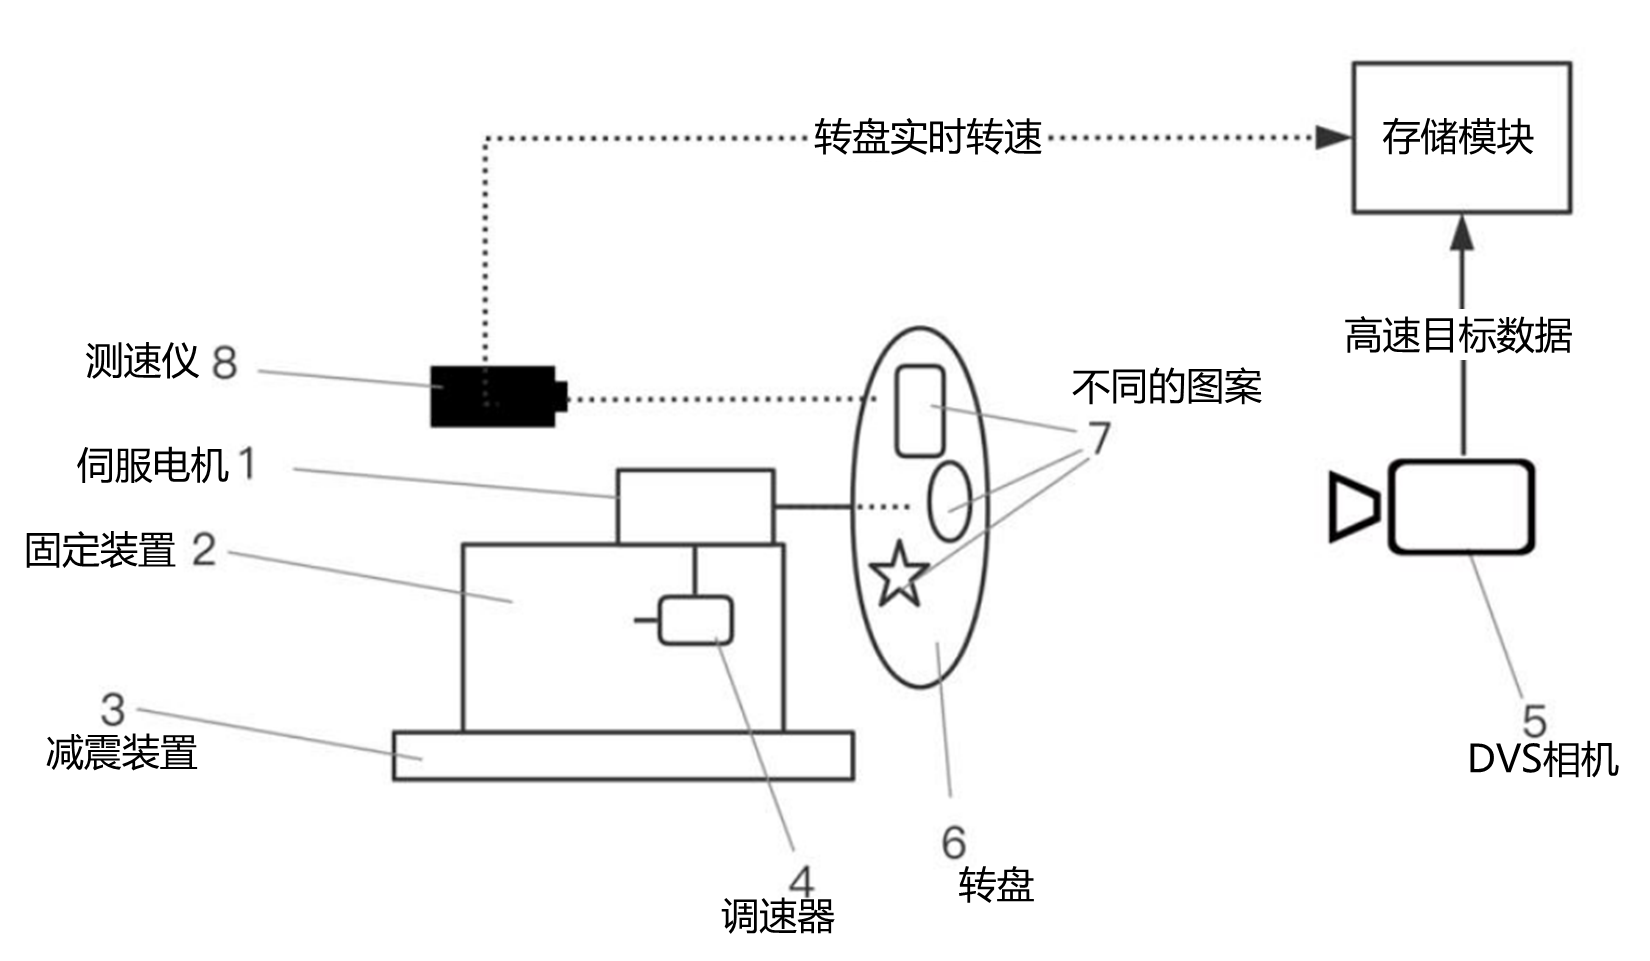 转盘实时转速
存储模块
高速目标数据
测速仪 8
不同的图案
7
伺服电机 1
固定装置 2
3
减震装置
5
DVS相机
6
转盘
4
调速器